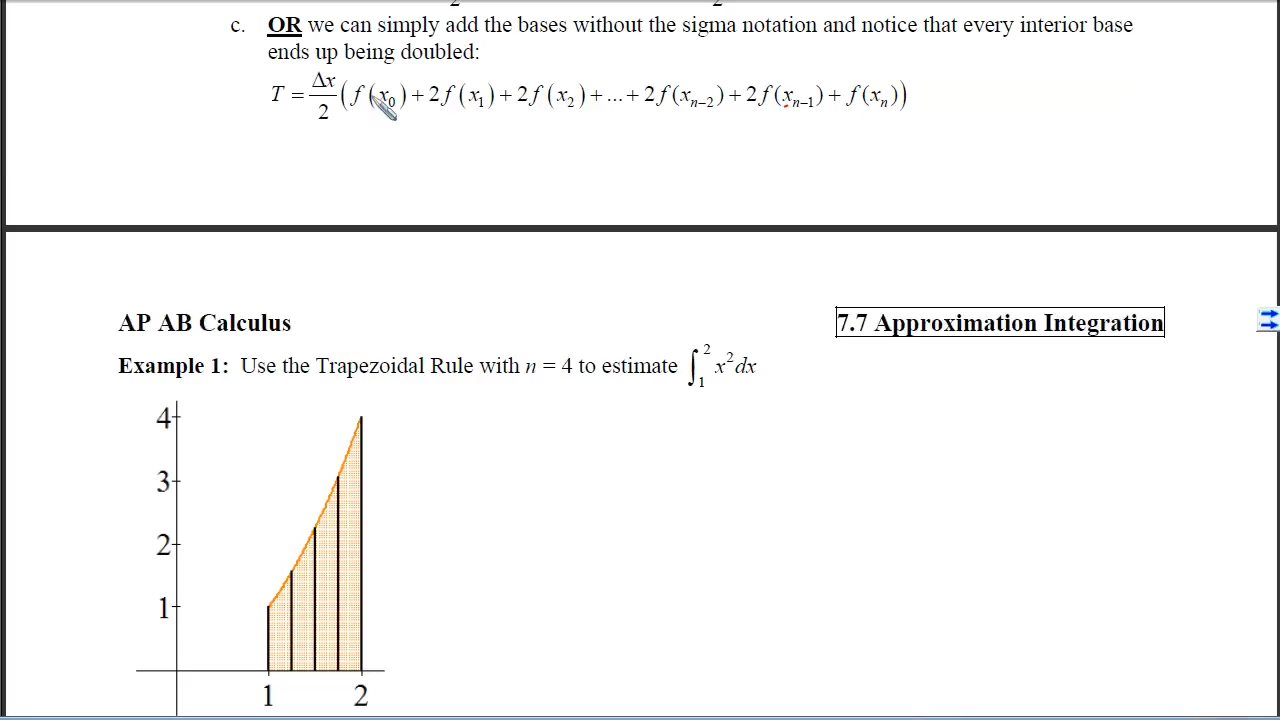 c. OR we can simply add the bases without the sigma notation and notice that every interior base
ends up being doubled:
T = Δx/2 (f(x₀) + 2f(x₁) + 2f(x₂) + ... + 2f(xₙ₋₂) + 2f(xₙ₋₁) + f(xₙ))
AP AB Calculus
7.7 Approximation Integration
Example 1: Use the Trapezoidal Rule with n = 4 to estimate ∫₁² x² dx
4
3
2
1
1 2